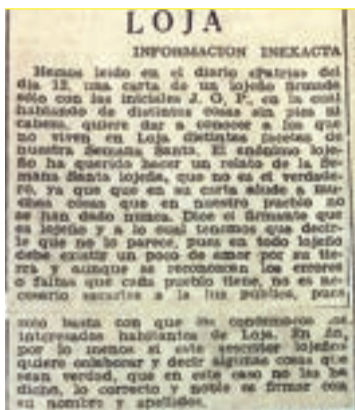 LOJA
INFORMACION INEXACTA
Hemos leído en el diario «Patria» del
día 12, una carta de un lojeño firmada
sólo con las iniciales J. O. P., en la cual
hablando de distintas cosas sin pies ni
cabeza, quiere dar a conocer a los que
no viven en Loja distintas facetas de
nuestra Semana Santa. El anónimo loje-
ño ha querido hacer un relato de la Se-
mana Santa lojeña, que no es el verdade-
ro, ya que en su carta alude a mu-
chas cosas que en nuestro pueblo no
se han dado nunca. Dice el firmante que
es lojeño y a lo cual tenemos que decir-
le que no lo parece, pues en todo lojeño
debe existir un poco de amor por su tie-
rra y aunque se reconocen los errores
o faltas que cada pueblo tiene, no es ne-
cesario sacarlos a la luz pública, pues
solo basta con que los conozcamos los
interesados habitantes de Loja. En fin,
por lo menos si este escritor lojeño
quiere colaborar y decir algunas cosas que
sean verdad, que en este caso no las ha
dicho, lo correcto y noble es firmar con
su nombre y apellidos.